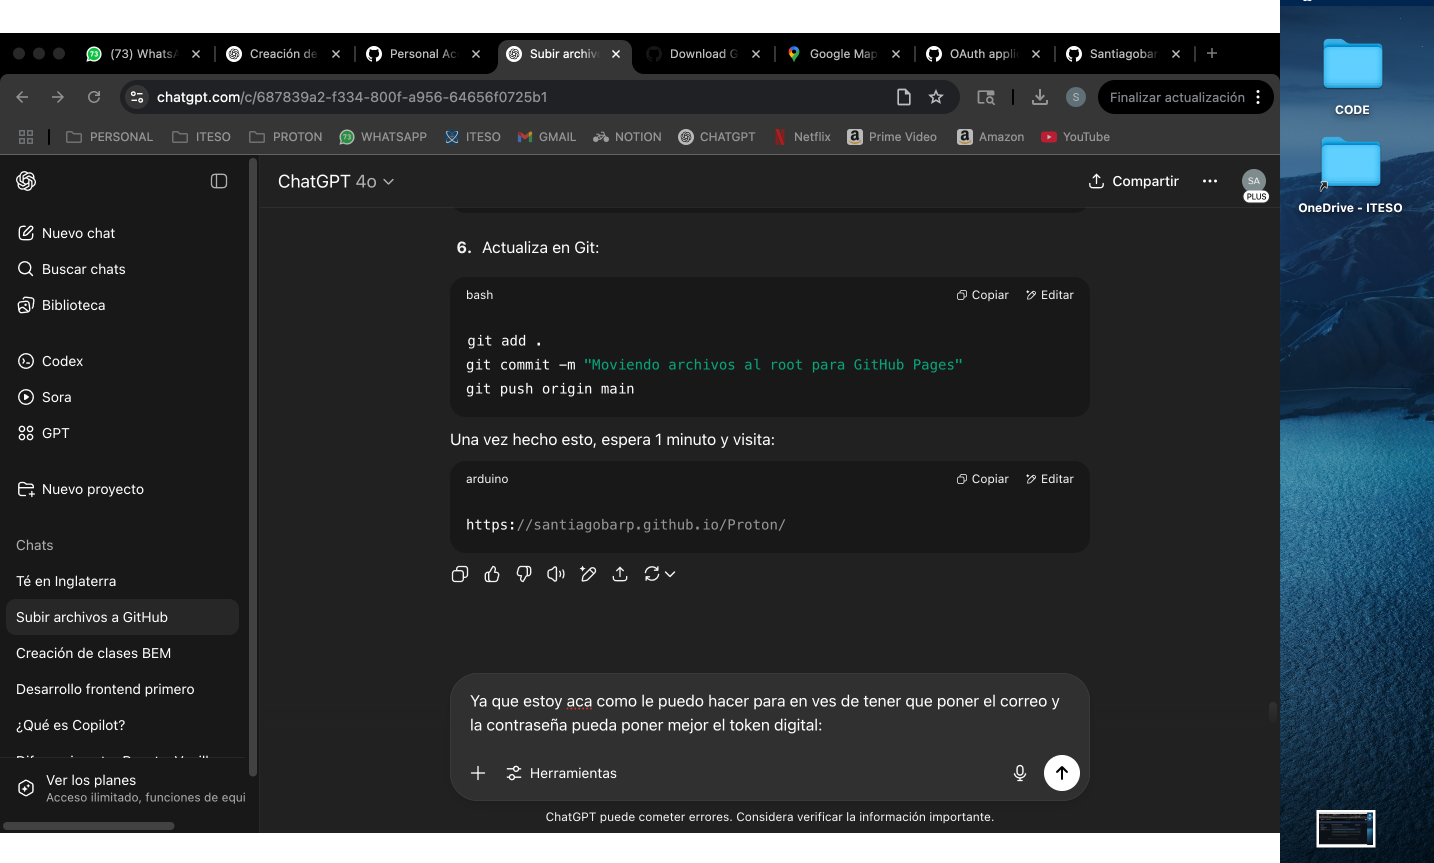 (73) WhatsA
Creación de
Personal Ac
Subir archiv
Download G
Google Map
OAuth appli
Santiagobar
chatgpt.com/c/687839a2-f334-800f-a956-64656f0725b1
S
Finalizar actualización
PERSONAL
ITESO
PROTON
WHATSAPP
ITESO
GMAIL
NOTION
CHATGPT
Netflix
Prime Video
Amazon
YouTube
CODE
OneDrive - ITESO
ChatGPT 4o
Compartir
SA
PLUS
Nuevo chat
Buscar chats
Biblioteca
Codex
Sora
GPT
Nuevo proyecto
Chats
Té en Inglaterra
Subir archivos a GitHub
Creación de clases BEM
Desarrollo frontend primero
¿Qué es Copilot?
Ver los planes
Acceso ilimitado, funciones de equi
6. Actualiza en Git:
bash
Copiar
Editar
git add .
git commit -m "Moviendo archivos al root para GitHub Pages"
git push origin main
Una vez hecho esto, espera 1 minuto y visita:
arduino
Copiar
Editar
https://santiagobarp.github.io/Proton/
Ya que estoy aca como le puedo hacer para en ves de tener que poner el correo y
la contraseña pueda poner mejor el token digital:
Herramientas
ChatGPT puede cometer errores. Considera verificar la información importante.